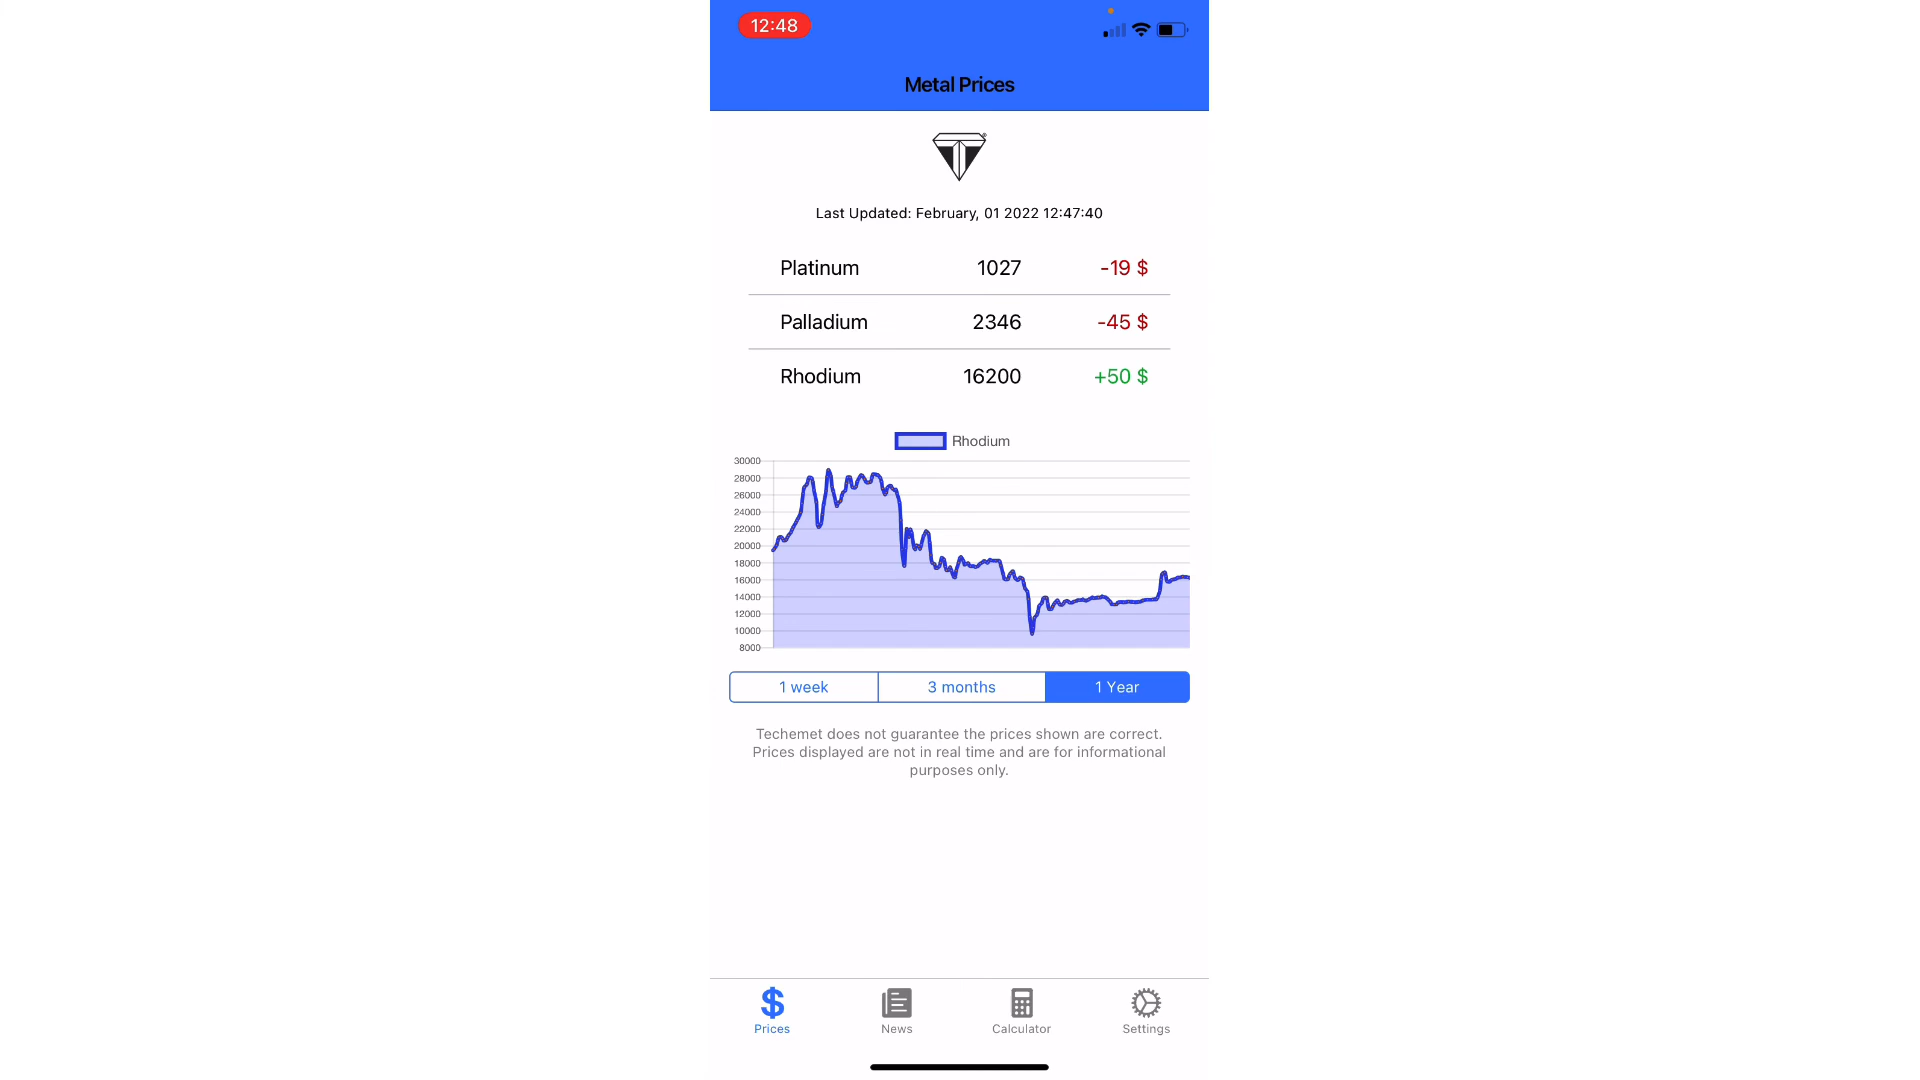 12:48
Metal Prices
Last Updated: February, 01 2022 12:47:40
Platinum 1027 -19 $
Palladium 2346 -45 $
Rhodium 16200 +50 $
Rhodium
30000
28000
26000
24000
22000
20000
18000
16000
14000
12000
10000
8000
1 week 3 months 1 Year
Techemet does not guarantee the prices shown are correct.
Prices displayed are not in real time and are for informational
purposes only.
Prices News Calculator Settings